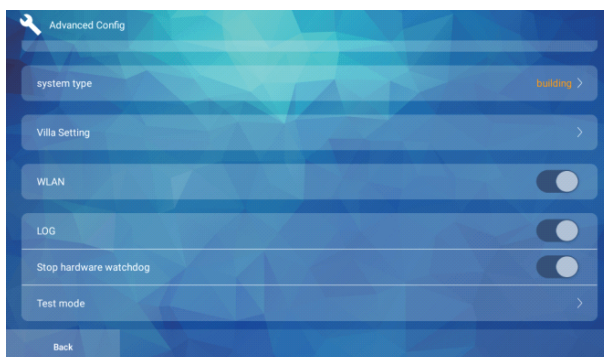 Advanced Config
system type
building
Villa Setting
WLAN
LOG
Stop hardware watchdog
Test mode
Back